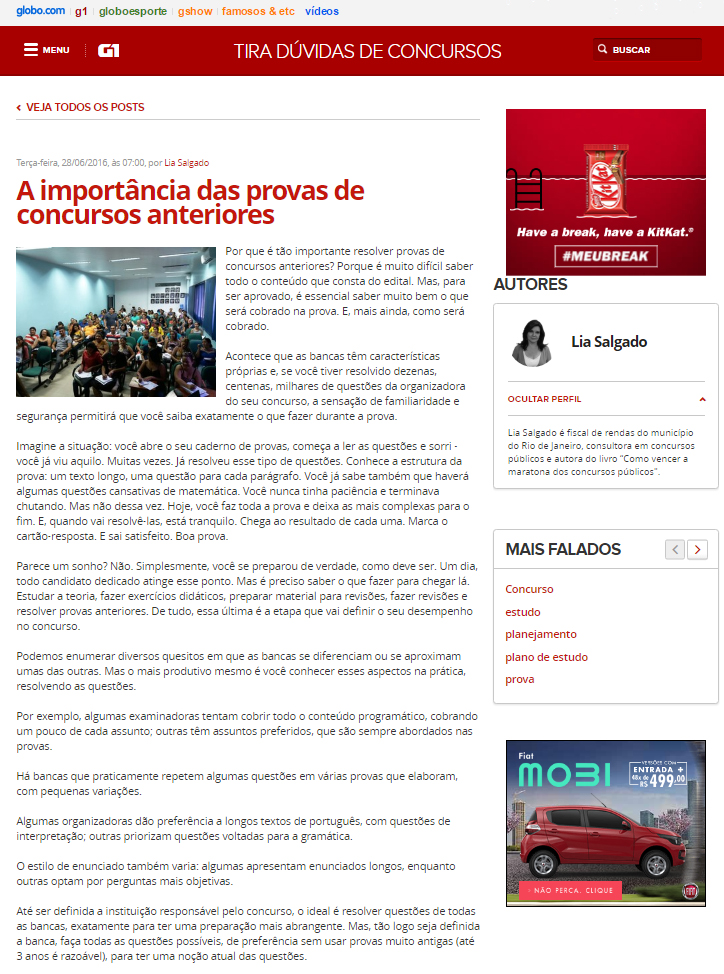 globo.com g1 globoesporte gshow famosos & etc vídeos
MENU G1 TIRA DÚVIDAS DE CONCURSOS BUSCAR
VEJA TODOS OS POSTS
Terça-feira, 28/06/2016, às 07:00, por Lia Salgado
A importância das provas de
concursos anteriores
Por que é tão importante resolver provas de
concursos anteriores? Porque é muito difícil saber
todo o conteúdo que consta do edital. Mas, para
ser aprovado, é essencial saber muito bem o que
será cobrado na prova. E, mais ainda, como será
cobrado.
Acontece que as bancas têm características
próprias e, se você tiver resolvido dezenas,
centenas, milhares de questões da organizadora
do seu concurso, a sensação de familiaridade e
segurança permitirá que você saiba exatamente o que fazer durante a prova.
Imagine a situação: você abre o seu caderno de provas, começa a ler as questões e sorri -
você já viu aquilo. Muitas vezes. Já resolveu esse tipo de questões. Conhece a estrutura da
prova: um texto longo, uma questão para cada parágrafo. Você já sabe também que haverá
algumas questões cansativas de matemática. Você nunca tinha paciência e terminava
chutando. Mas não dessa vez. Hoje, você faz toda a prova e deixa as mais complexas para o
fim. E, quando vai resolvê-las, está tranquilo. Chega ao resultado de cada uma. Marca o
cartão-resposta. E sai satisfeito. Boa prova.
Parece um sonho? Não. Simplesmente, você se preparou de verdade, como deve ser. Um dia,
todo candidato dedicado atinge esse ponto. Mas é preciso saber o que fazer para chegar lá.
Estudar a teoria, fazer exercícios didáticos, preparar material para revisões, fazer revisões e
resolver provas anteriores. De tudo, essa última é a etapa que vai definir o seu desempenho
no concurso.
Podemos enumerar diversos quesitos em que as bancas se diferenciam ou se aproximam
umas das outras. Mas o mais produtivo mesmo é você conhecer esses aspectos na prática,
resolvendo as questões.
Por exemplo, algumas examinadoras tentam cobrir todo o conteúdo programático, cobrando
um pouco de cada assunto; outras têm assuntos preferidos, que são sempre abordados nas
provas.
Há bancas que praticamente repetem algumas questões em várias provas que elaboram,
com pequenas variações.
Algumas organizadoras dão preferência a longos textos de português, com questões de
interpretação; outras priorizam questões voltadas para a gramática.
O estilo de enunciado também varia: algumas apresentam enunciados longos, enquanto
outras optam por perguntas mais objetivas.
Até ser definida a instituição responsável pelo concurso, o ideal é resolver questões de todas
as bancas, exatamente para ter uma preparação mais abrangente. Mas, tão logo seja definida
a banca, faça todas as questões possíveis, de preferência sem usar provas muito antigas (até
3 anos é razoável), para ter uma noção atual das questões.
KitKat
Have a break, have a KitKat.®
#MEUBREAK
AUTORES
Lia Salgado
OCULTAR PERFIL
Lia Salgado é fiscal de rendas do município
do Rio de Janeiro, consultora em concursos
públicos e autora do livro “Como vencer a
maratona dos concursos públicos”.
MAIS FALADOS
Concurso
estudo
planejamento
plano de estudo
prova
Fiat
MOBI
VERSÕES COM
ENTRADA +
48x de
R$ 499,00
NÃO PERCA. CLIQUE
FIAT